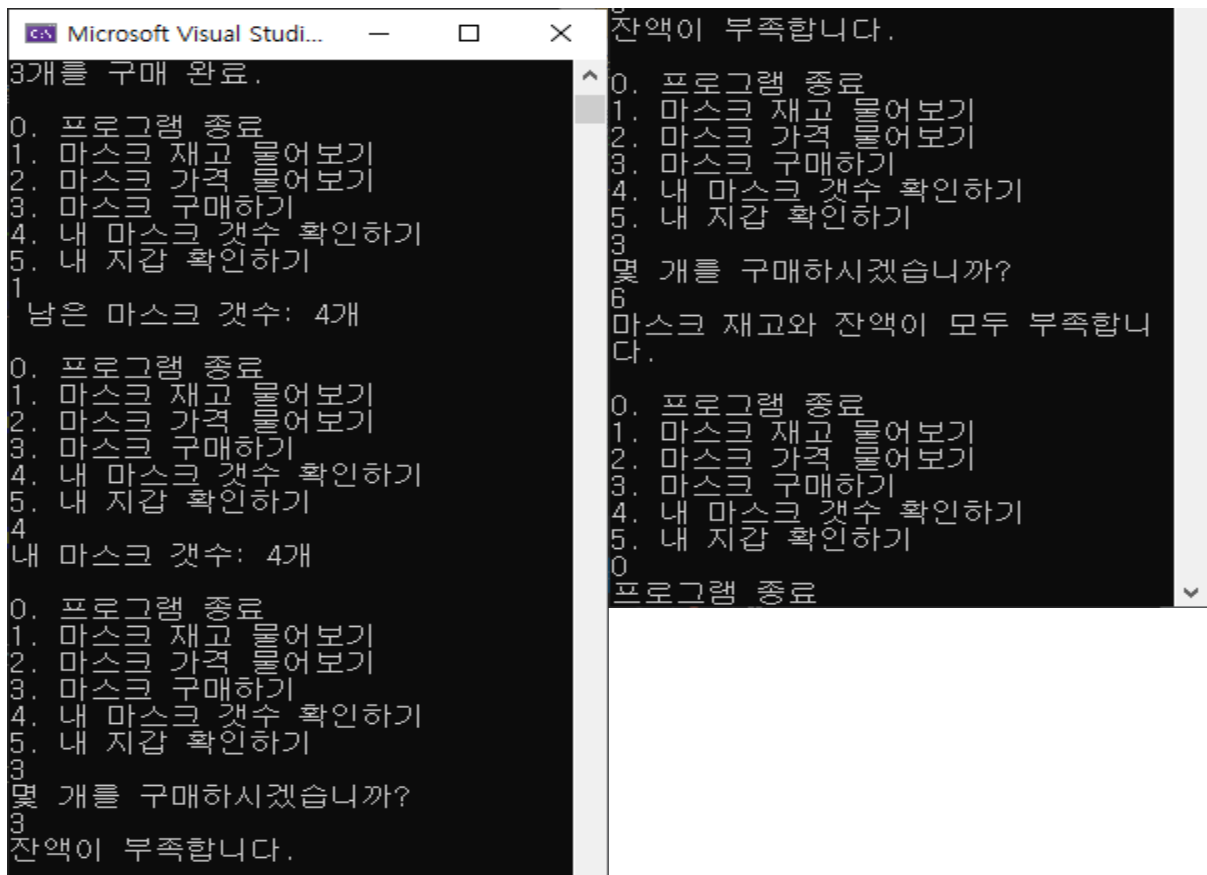 Microsoft Visual Studi...
3개를 구매 완료.
0. 프로그램 종료
1. 마스크 재고 물어보기
2. 마스크 가격 물어보기
3. 마스크 구매하기
4. 내 마스크 갯수 확인하기
5. 내 지갑 확인하기
1
남은 마스크 갯수: 4개
0. 프로그램 종료
1. 마스크 재고 물어보기
2. 마스크 가격 물어보기
3. 마스크 구매하기
4. 내 마스크 갯수 확인하기
5. 내 지갑 확인하기
4
내 마스크 갯수: 4개
0. 프로그램 종료
1. 마스크 재고 물어보기
2. 마스크 가격 물어보기
3. 마스크 구매하기
4. 내 마스크 갯수 확인하기
5. 내 지갑 확인하기
3
몇 개를 구매하시겠습니까?
3
잔액이 부족합니다.
잔액이 부족합니다.
0. 프로그램 종료
1. 마스크 재고 물어보기
2. 마스크 가격 물어보기
3. 마스크 구매하기
4. 내 마스크 갯수 확인하기
5. 내 지갑 확인하기
3
몇 개를 구매하시겠습니까?
6
마스크 재고와 잔액이 모두 부족합니
다.
0. 프로그램 종료
1. 마스크 재고 물어보기
2. 마스크 가격 물어보기
3. 마스크 구매하기
4. 내 마스크 갯수 확인하기
5. 내 지갑 확인하기
0
프로그램 종료